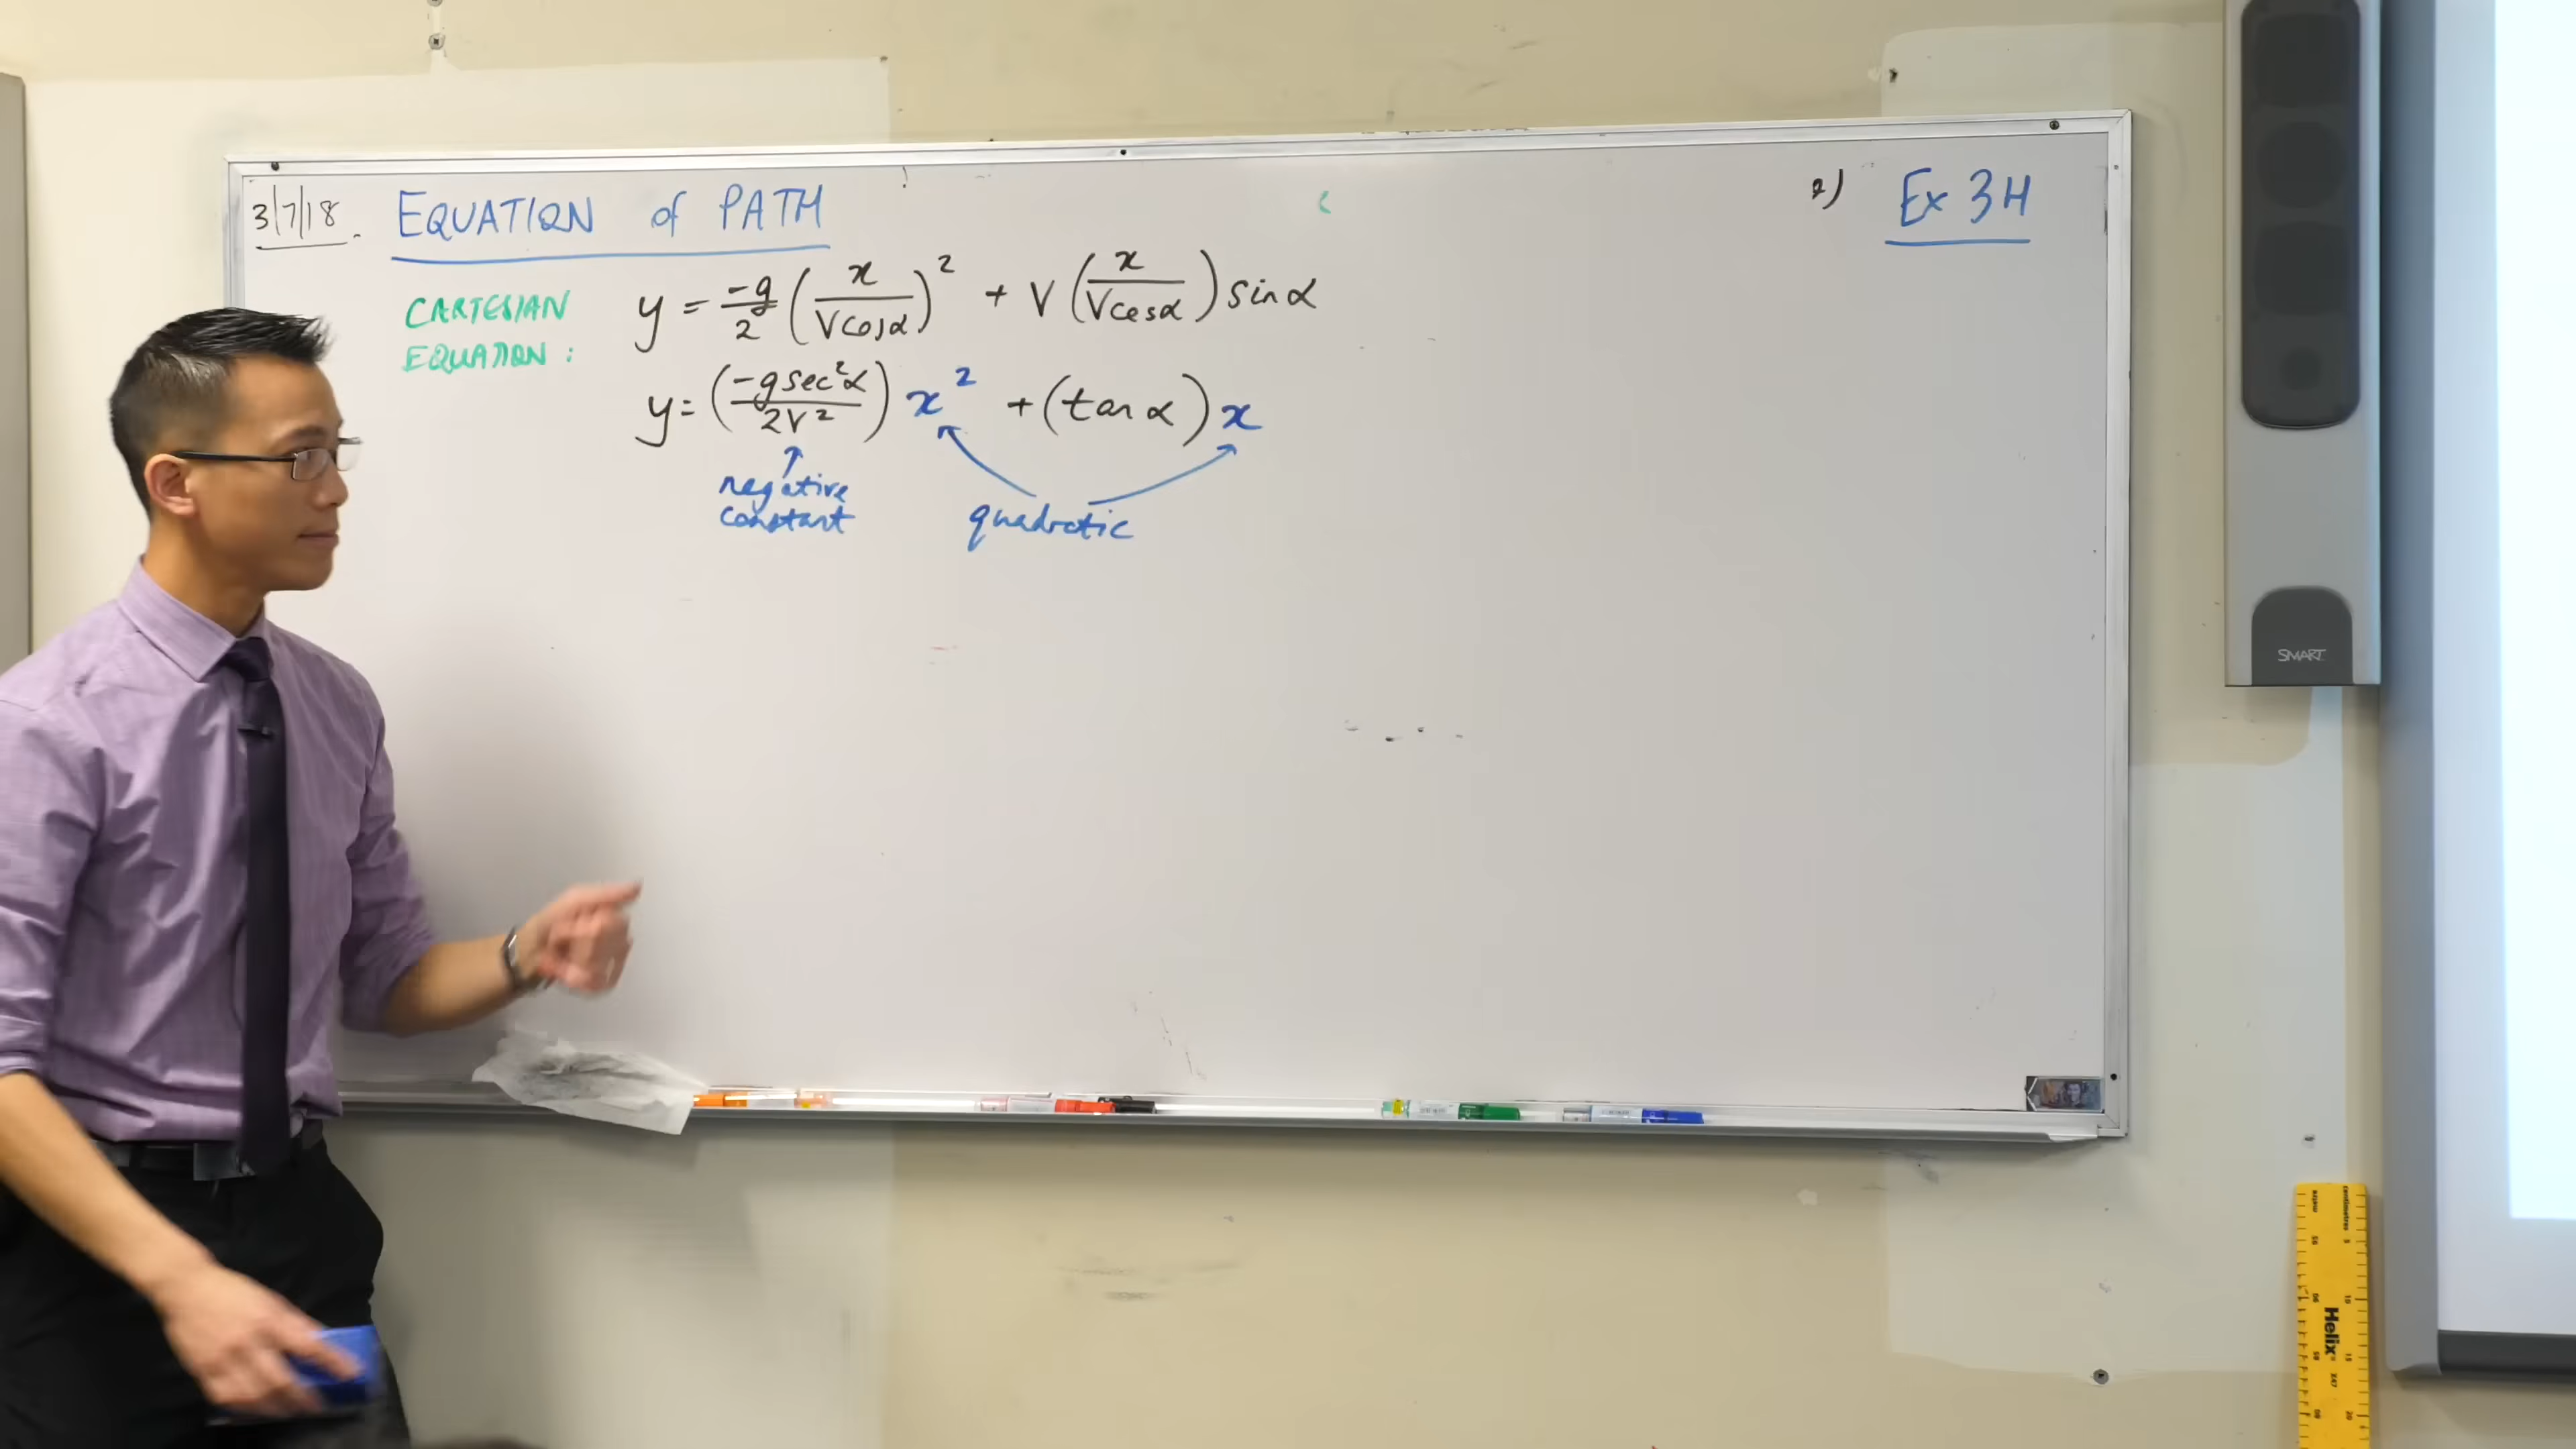 3/7/18. EQUATION of PATH
2) Ex 3H
CARTESIAN EQUATION:
y = -g/2 (x/Vcosα)² + V(x/Vcosα) sinα
y = (-g sec²α/2V²) x² + (tan α) x
negative constant
quadratic
SMART
Helix